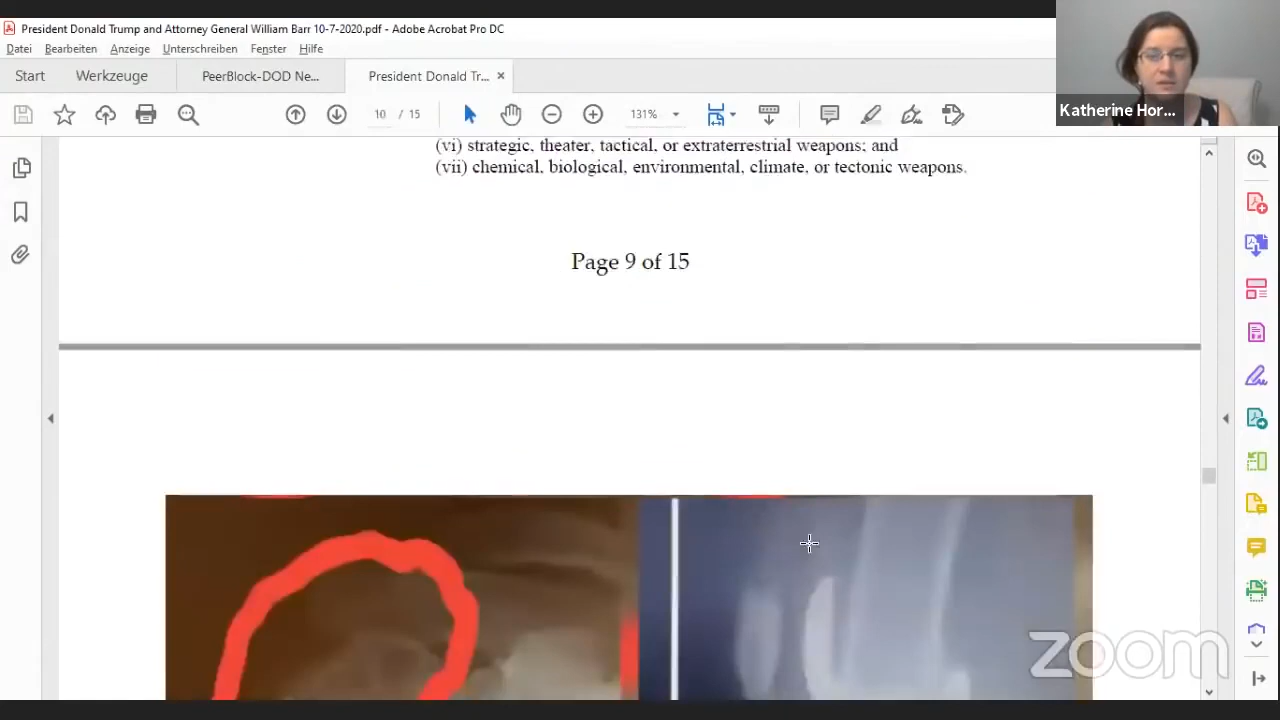 President Donald Trump and Attorney General William Barr 10-7-2020.pdf - Adobe Acrobat Pro DC
Datei Bearbeiten Anzeige Unterschreiben Fenster Hilfe
Start Werkzeuge PeerBlock-DOD Ne... President Donald Tr... ×
10 / 15 131%
Katherine Hor...
(vi) strategic, theater, tactical, or extraterrestrial weapons; and
(vii) chemical, biological, environmental, climate, or tectonic weapons.
Page 9 of 15
zoom